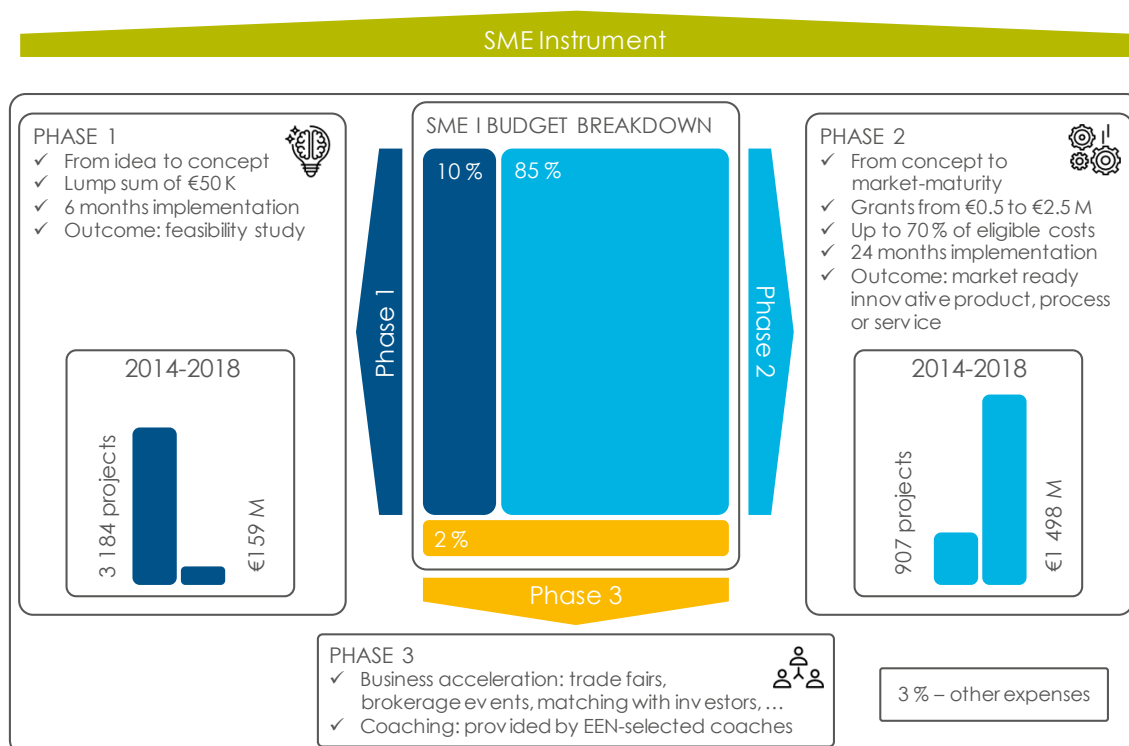 SME Instrument
PHASE 1
✓ From idea to concept
✓ Lump sum of €50 K
✓ 6 months implementation
✓ Outcome: feasibility study
2014-2018
3 184 projects
€159 M
SME I BUDGET BREAKDOWN
10 %
85 %
2 %
Phase 1
Phase 2
Phase 3
PHASE 2
✓ From concept to
market-maturity
✓ Grants from €0.5 to €2.5 M
✓ Up to 70 % of eligible costs
✓ 24 months implementation
✓ Outcome: market ready
innovative product, process
or service
2014-2018
907 projects
€1 498 M
PHASE 3
✓ Business acceleration: trade fairs,
brokerage events, matching with investors, …
✓ Coaching: provided by EEN-selected coaches
3 % – other expenses